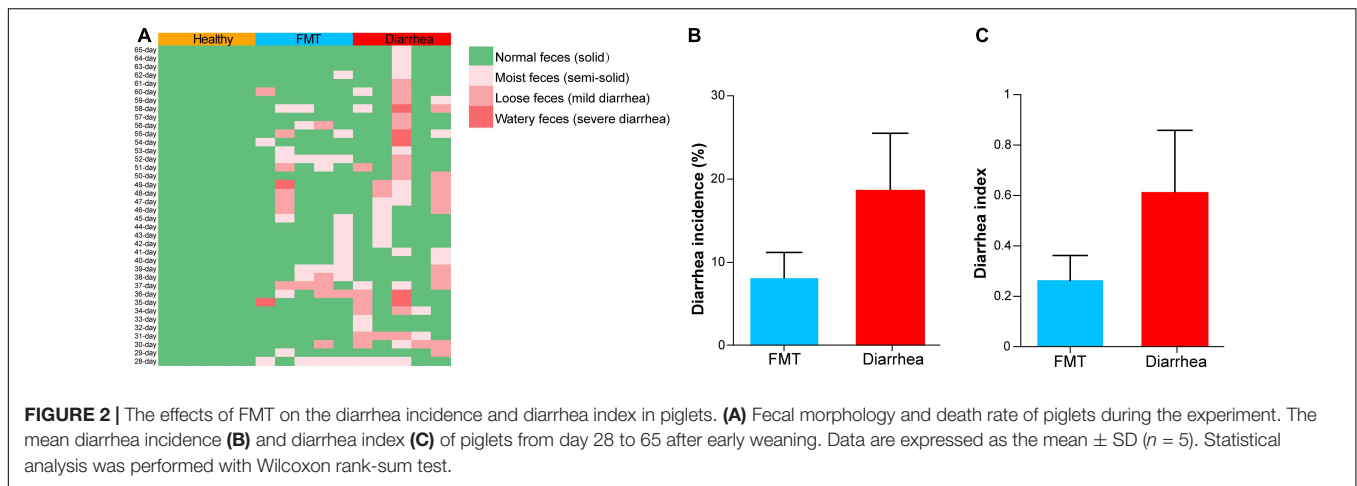 A
Healthy FMT Diarrhea
65-day
64-day
63-day
62-day
61-day
60-day
59-day
58-day
57-day
56-day
55-day
54-day
53-day
52-day
51-day
50-day
49-day
48-day
47-day
46-day
45-day
44-day
43-day
42-day
41-day
40-day
39-day
38-day
37-day
36-day
35-day
34-day
33-day
32-day
31-day
30-day
29-day
28-day
Normal feces (solid)
Moist feces (semi-solid)
Loose feces (mild diarrhea)
Watery feces (severe diarrhea)
B
Diarrhea incidence (%)
30
20
10
0
FMT Diarrhea
C
Diarrhea index
1
0.8
0.6
0.4
0.2
0
FMT Diarrhea
FIGURE 2 | The effects of FMT on the diarrhea incidence and diarrhea index in piglets. (A) Fecal morphology and death rate of piglets during the experiment. The
mean diarrhea incidence (B) and diarrhea index (C) of piglets from day 28 to 65 after early weaning. Data are expressed as the mean ± SD (n = 5). Statistical
analysis was performed with Wilcoxon rank-sum test.